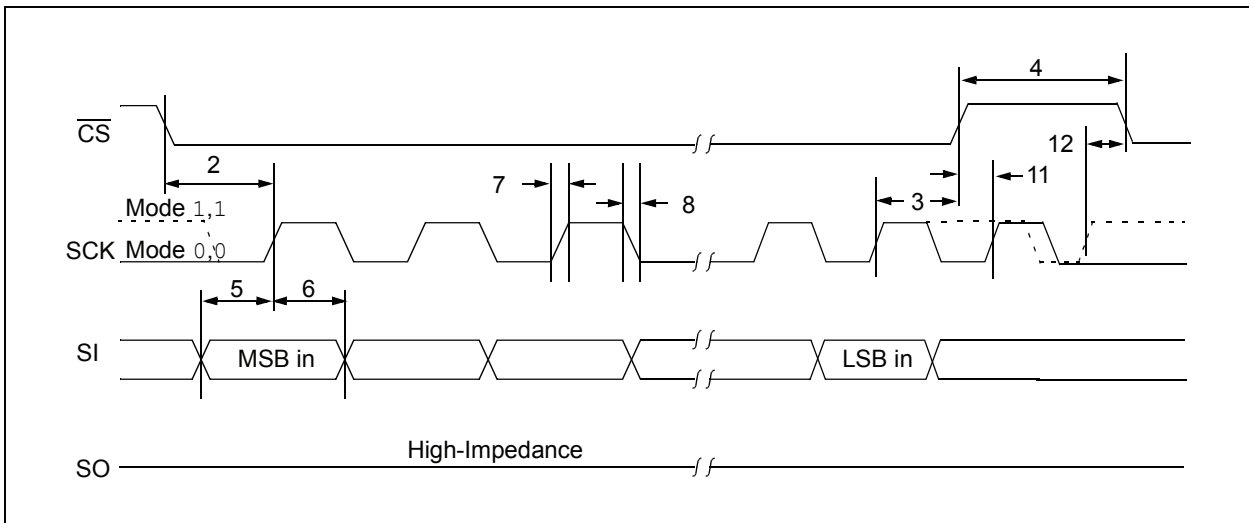 4
CS
12
2
7
8
3
11
Mode 1,1
SCK Mode 0,0
5 6
SI MSB in LSB in
High-Impedance
SO